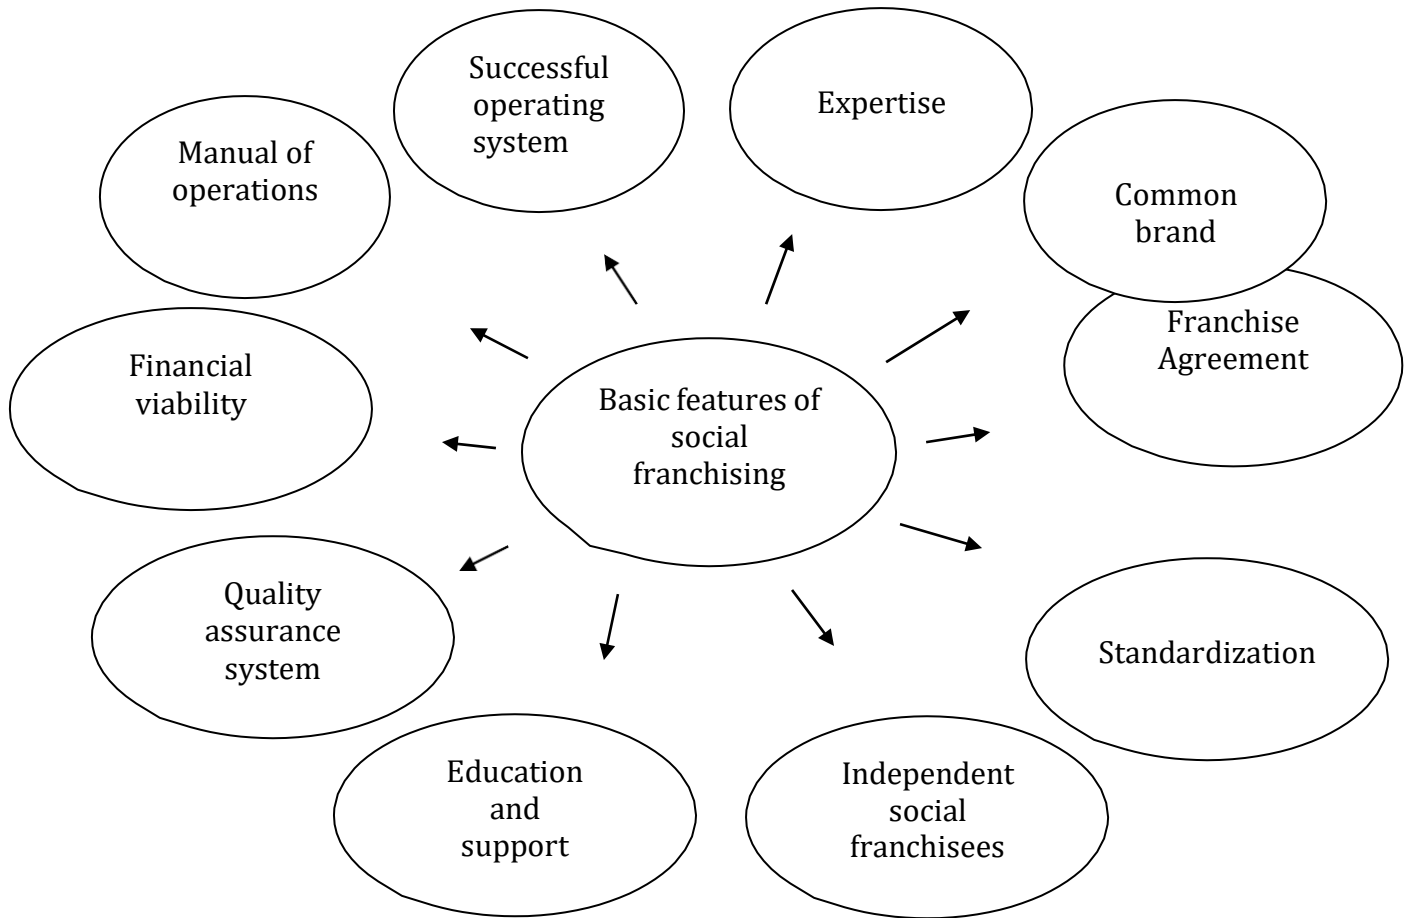 Successful
operating
system
Expertise
Manual of
operations
Common
brand
Franchise
Agreement
Financial
viability
Basic features of
social
franchising
Quality
assurance
system
Standardization
Education
and
support
Independent
social
franchisees